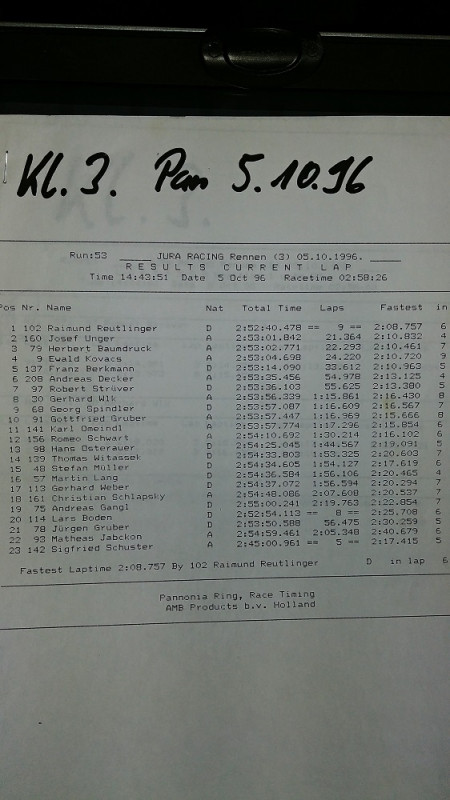 Kl. 3. Pan 5.10.96
Run:53 _____ JURA RACING Rennen (3) 05.10.1996. _____
R E S U L T S   C U R R E N T   L A P
Time 14:43:51  Date  5 Oct 96  Racetime 02:58:26
Pos Nr. Name Nat Total Time Laps Fastest in
1 102 Raimund Reutlinger D 2:52:40.478 == 9 == 2:08.757 6
2 160 Josef Unger A 2:53:01.842 21.364 2:10.832 4
3 79 Herbert Baumdruck A 2:53:02.771 22.293 2:10.461 7
4 9 Ewald Kovacs A 2:53:04.698 24.220 2:10.720 9
5 137 Franz Berkmann D 2:53:14.090 33.612 2:10.963 5
6 208 Andreas Decker A 2:53:35.456 54.978 2:13.125 4
7 97 Robert Strüver D 2:53:36.103 55.625 2:13.380 5
8 30 Gerhard Wlk A 2:53:56.339 1:15.861 2:16.430 8
9 68 Georg Spindler D 2:53:57.087 1:16.609 2:16.567 7
10 91 Gottfried Gruber A 2:53:57.447 1:16.969 2:15.666 8
11 141 Karl Omeindl A 2:53:57.774 1:17.296 2:15.854 6
12 156 Romeo Schwart A 2:54:10.692 1:30.214 2:16.102 6
13 98 Hans Osterauer D 2:54:25.045 1:44.567 2:19.091 5
14 139 Thomas Witassek D 2:54:33.803 1:53.325 2:20.603 7
15 48 Stefan Müller D 2:54:34.605 1:54.127 2:17.619 6
16 57 Martin Lang D 2:54:36.584 1:56.106 2:20.465 4
17 113 Gerhard Weber D 2:54:37.072 1:56.594 2:20.294 7
18 161 Christian Schlapsky A 2:54:48.086 2:07.608 2:20.537 7
19 75 Andreas Gangl D 2:55:00.241 2:19.763 2:22.854 7
20 114 Lars Boden D 2:52:54.113 == 8 == 2:25.708 6
21 78 Jürgen Gruber D 2:53:50.588 56.475 2:30.259 5
22 93 Matheas Jabckon A 2:54:59.461 2:05.348 2:40.679 6
23 142 Sigfried Schuster A 2:45:00.961 == 5 == 2:17.415 5
Fastest Laptime 2:08.757 By 102 Raimund Reutlinger D in lap 6
Pannonia Ring, Race Timing
AMB Products b.v. Holland